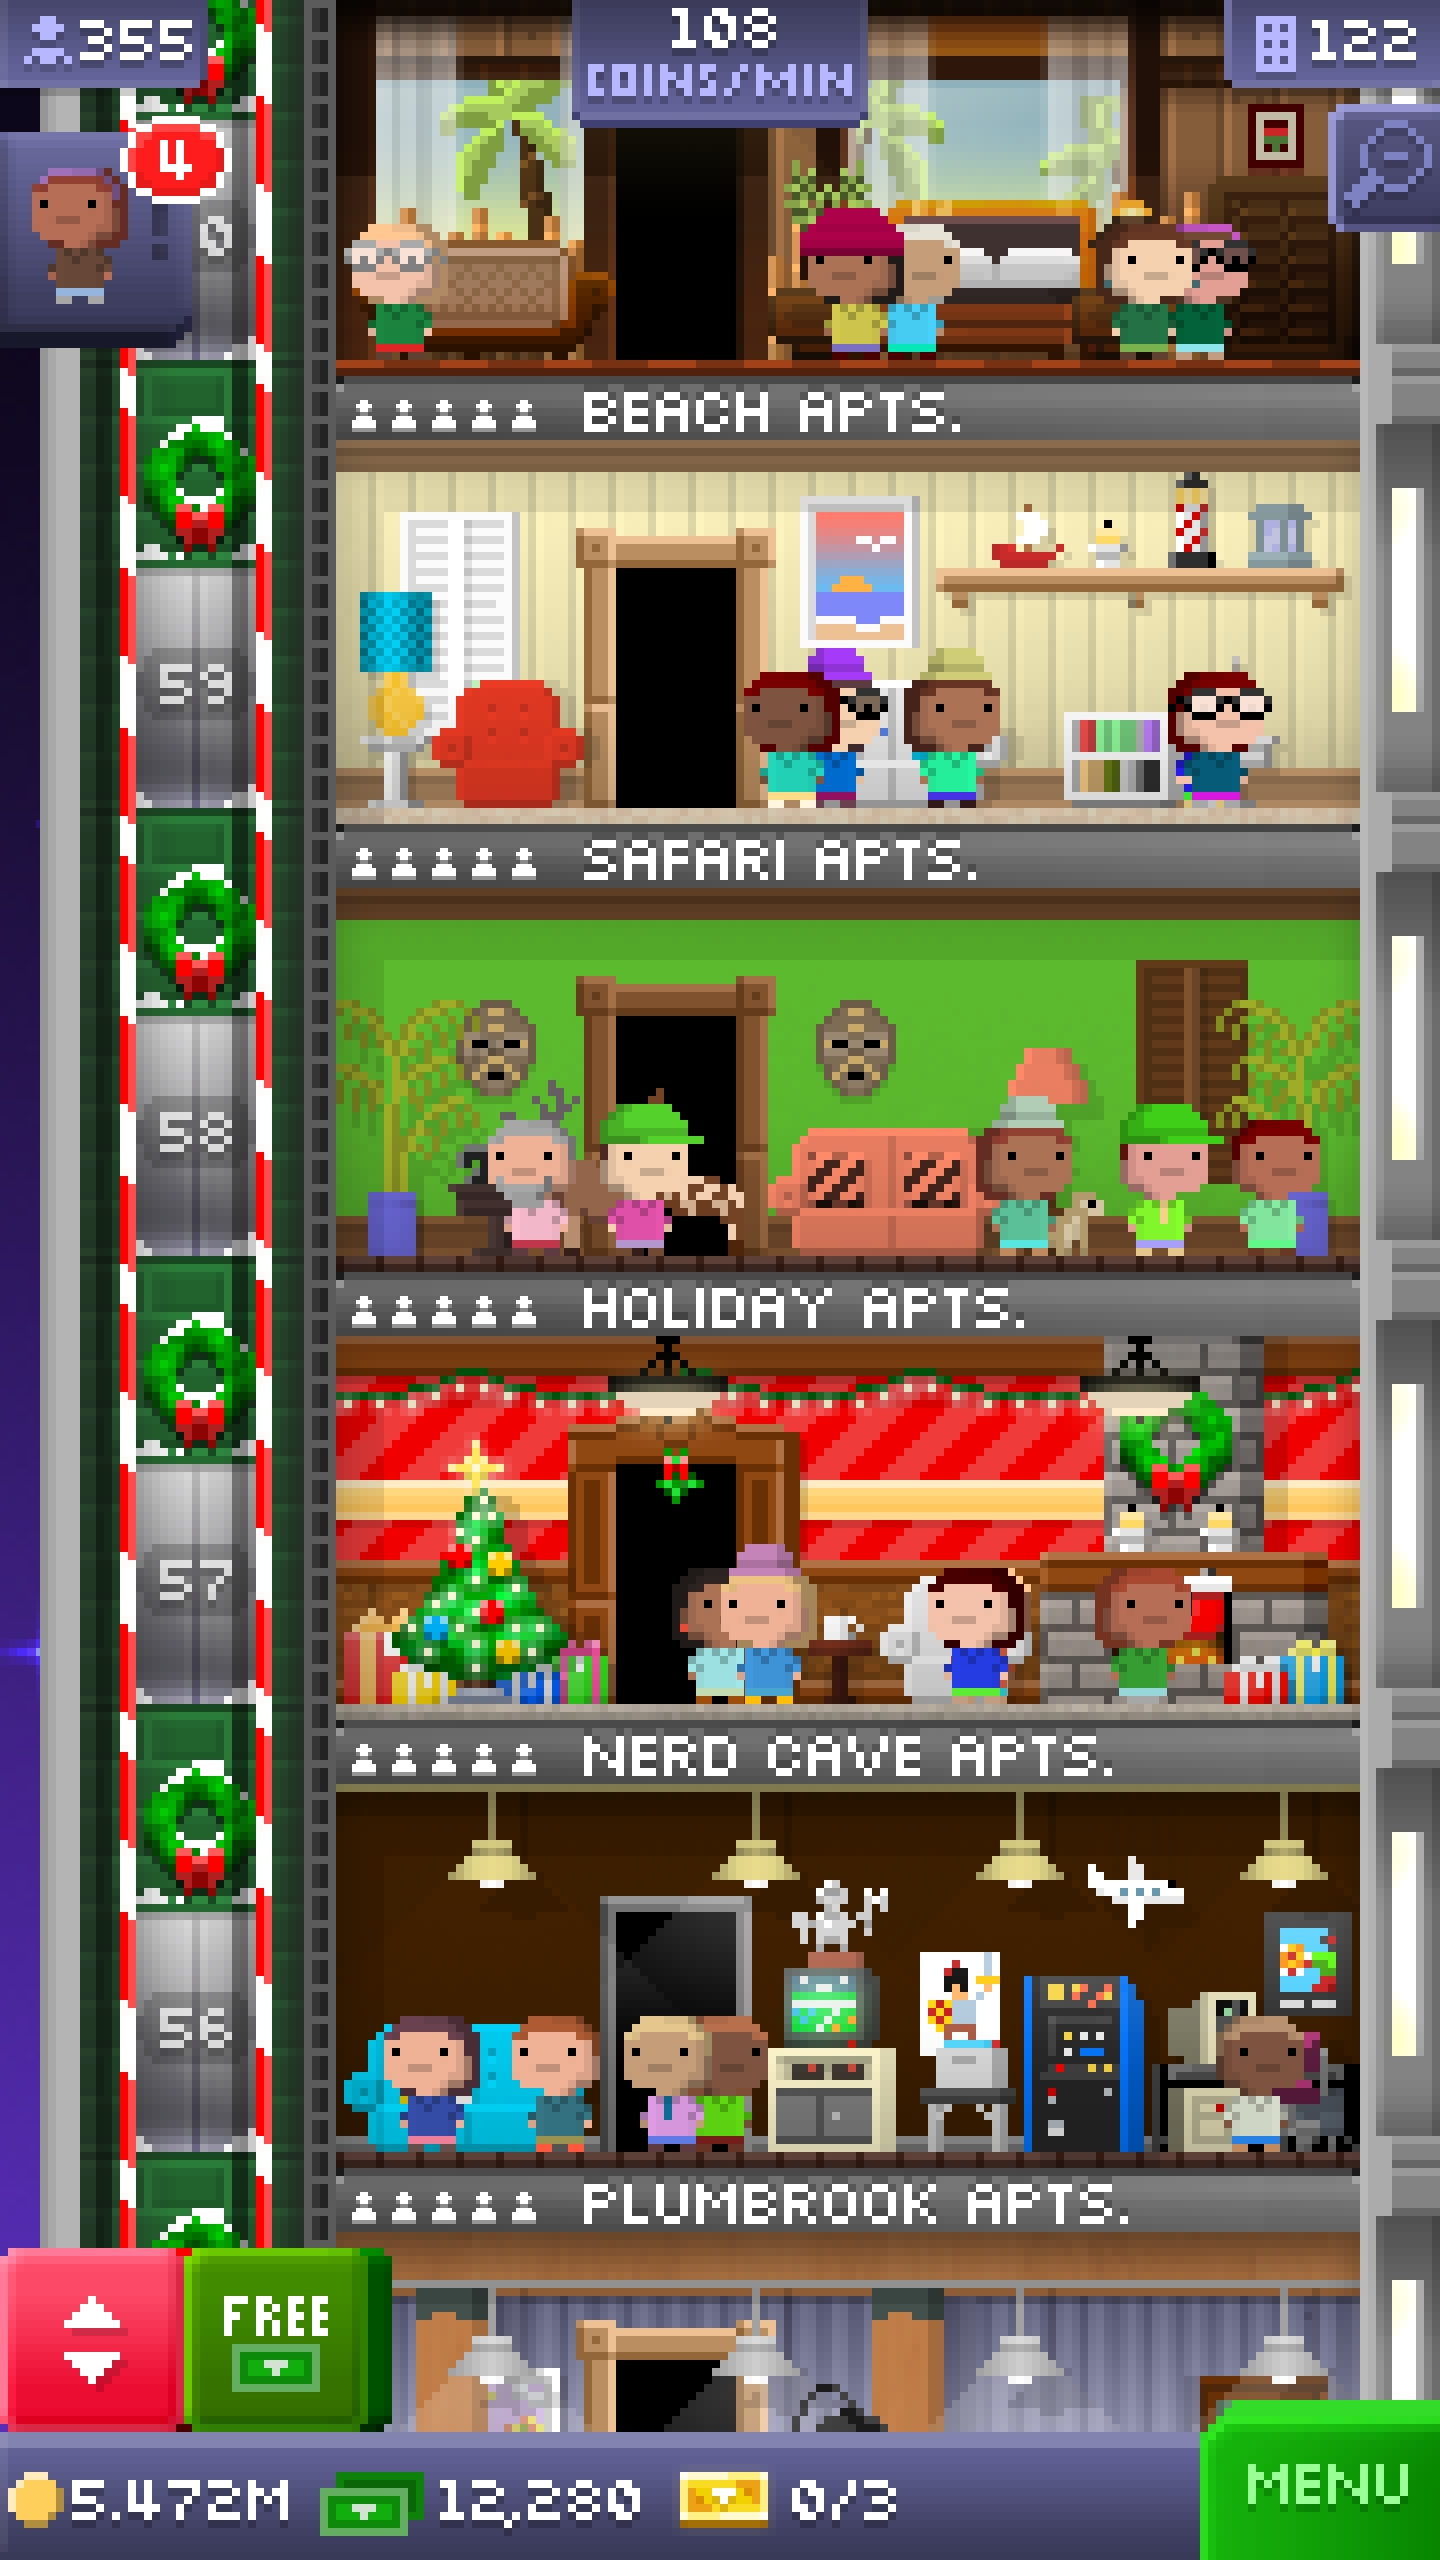 355
108
COINS/MIN
122
4
0
BEACH APTS.
59
SAFARI APTS.
58
HOLIDAY APTS.
57
NERD CAVE APTS.
56
PLUMBROOK APTS.
FREE
5.472M
12,280
0/3
MENU